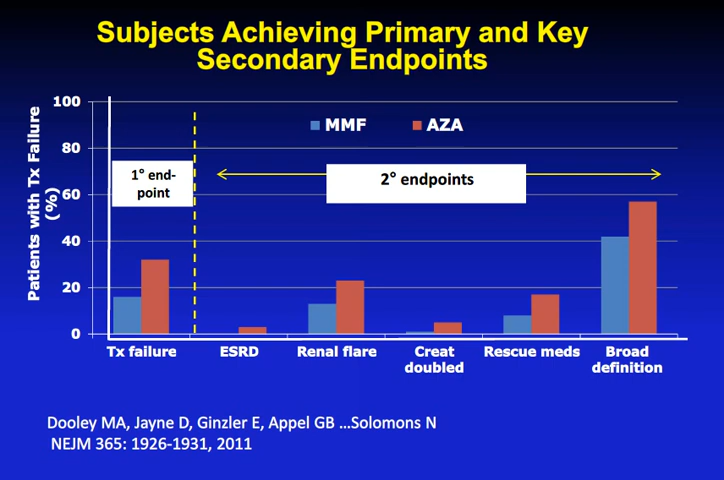 Subjects Achieving Primary and Key
Secondary Endpoints
Patients with Tx Failure
(%)
100
80
60
40
20
0
MMF
AZA
1° end-
point
2° endpoints
Tx failure
ESRD
Renal flare
Creat
doubled
Rescue meds
Broad
definition
Dooley MA, Jayne D, Ginzler E, Appel GB …Solomons N
NEJM 365: 1926-1931, 2011